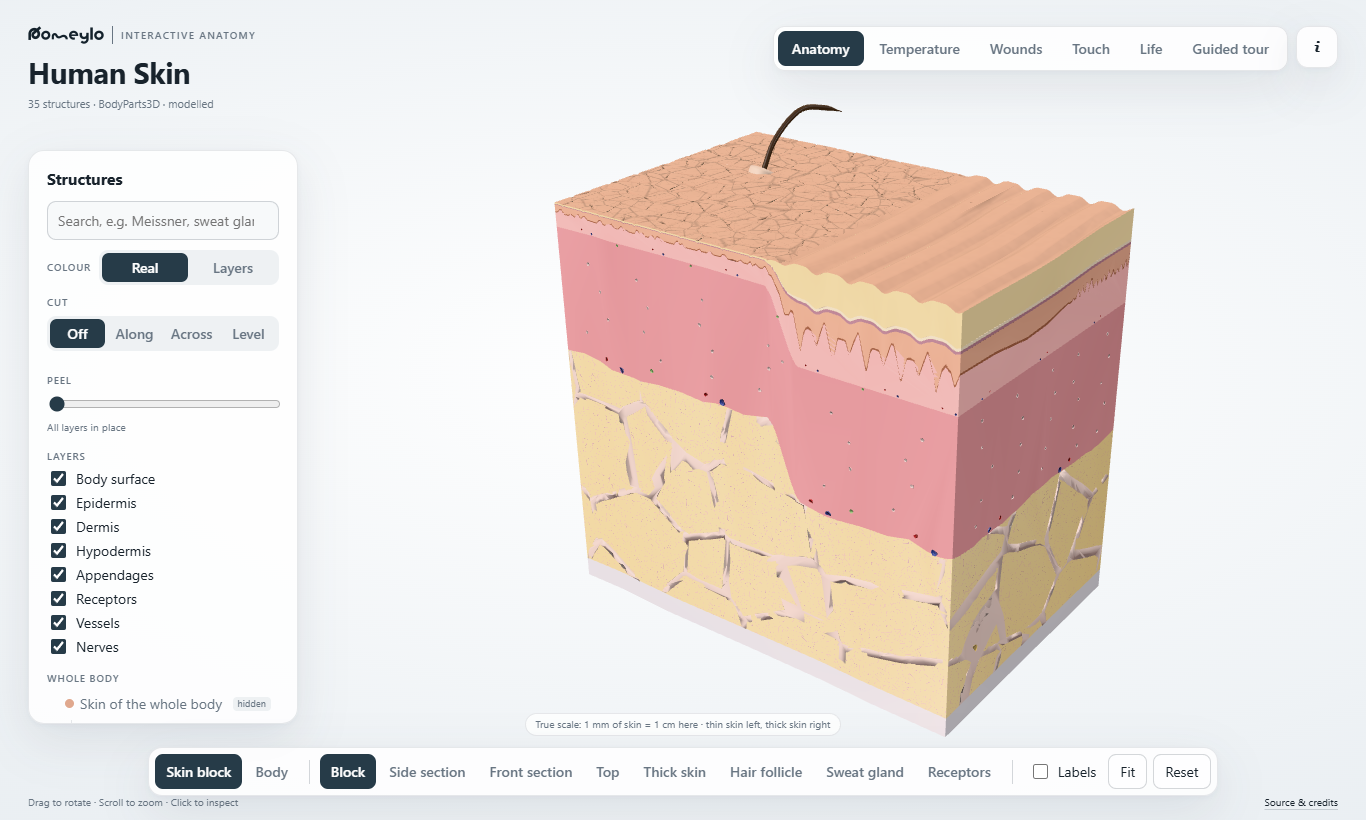 Pomeylo
INTERACTIVE ANATOMY
Human Skin
35 structures · BodyParts3D · modelled
Anatomy Temperature Wounds Touch Life Guided tour i
Structures
Search, e.g. Meissner, sweat glan
COLOUR Real Layers
CUT
Off Along Across Level
PEEL
All layers in place
LAYERS
Body surface
Epidermis
Dermis
Hypodermis
Appendages
Receptors
Vessels
Nerves
WHOLE BODY
Skin of the whole body hidden
True scale: 1 mm of skin = 1 cm here · thin skin left, thick skin right
Skin block Body Block Side section Front section Top Thick skin Hair follicle Sweat gland Receptors Labels Fit Reset
Drag to rotate · Scroll to zoom · Click to inspect
Source & credits